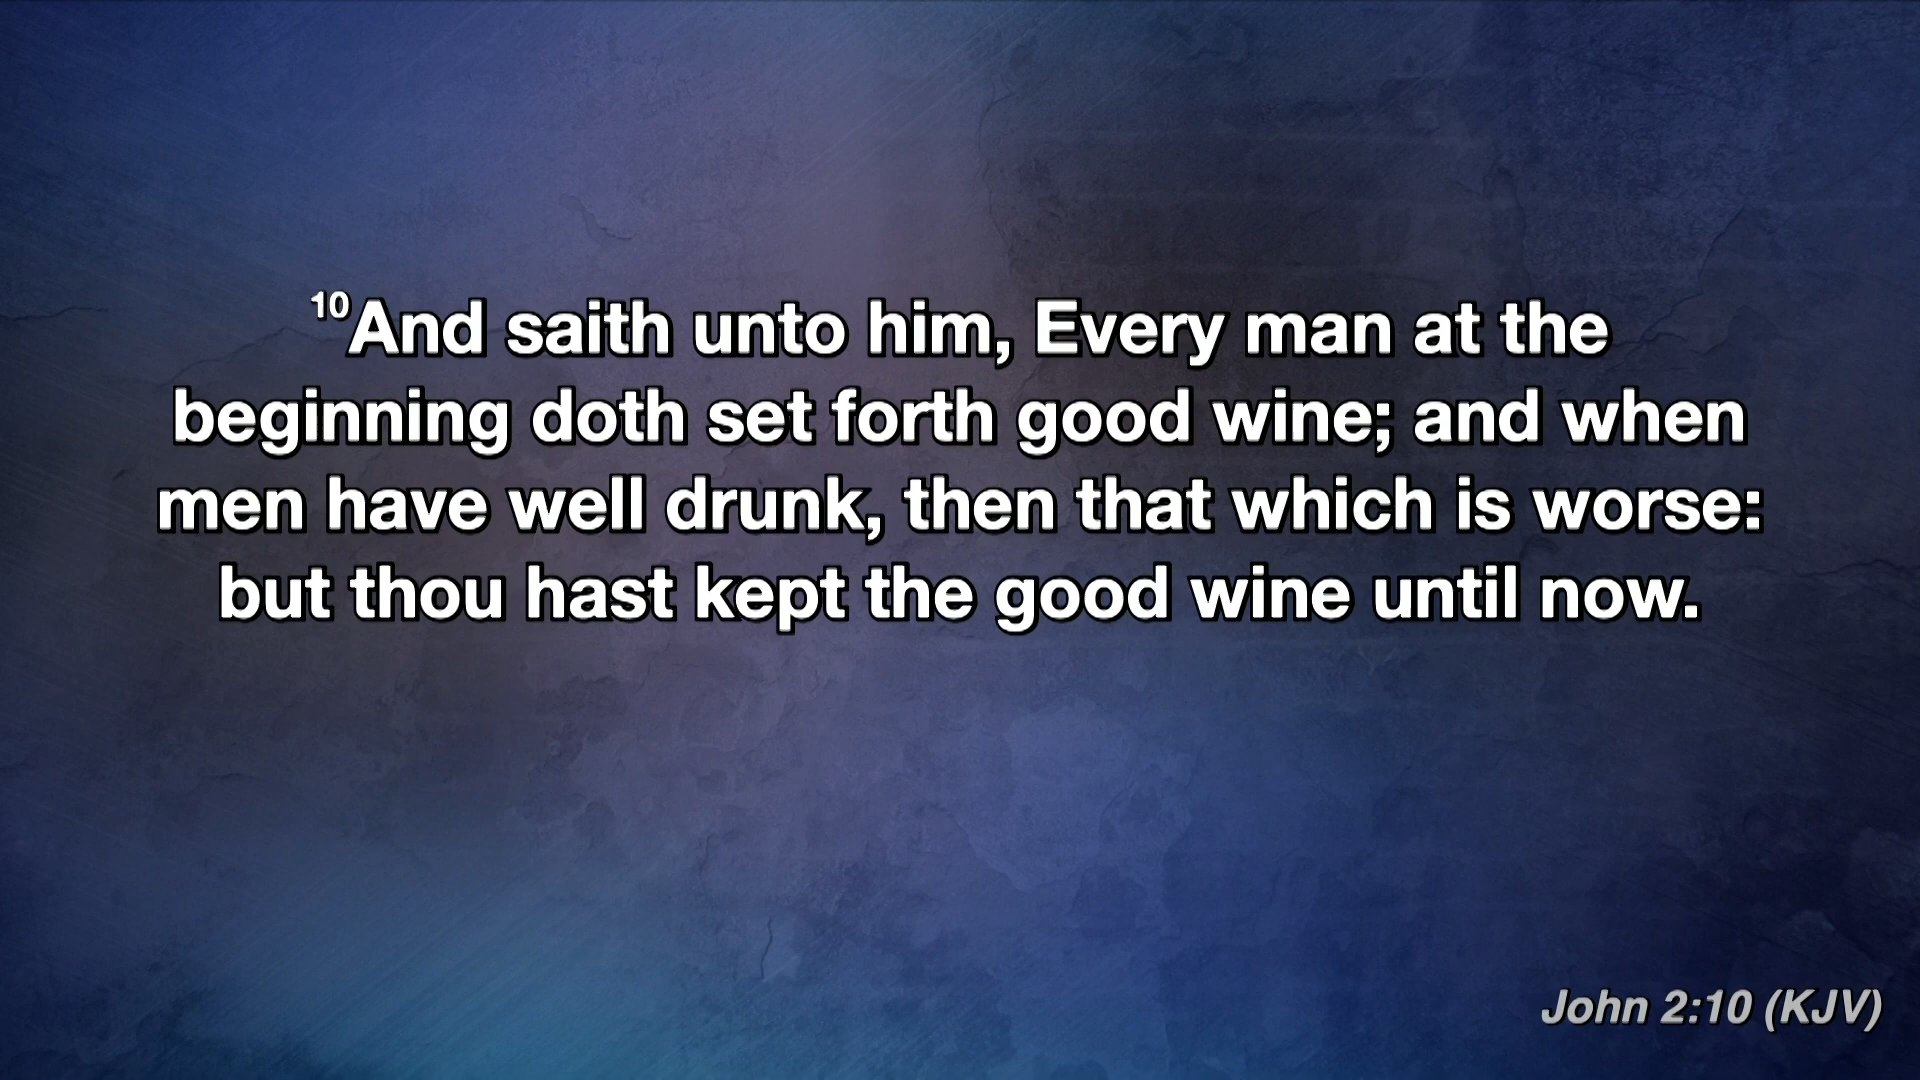 10And saith unto him, Every man at the
beginning doth set forth good wine; and when
men have well drunk, then that which is worse:
but thou hast kept the good wine until now.
John 2:10 (KJV)